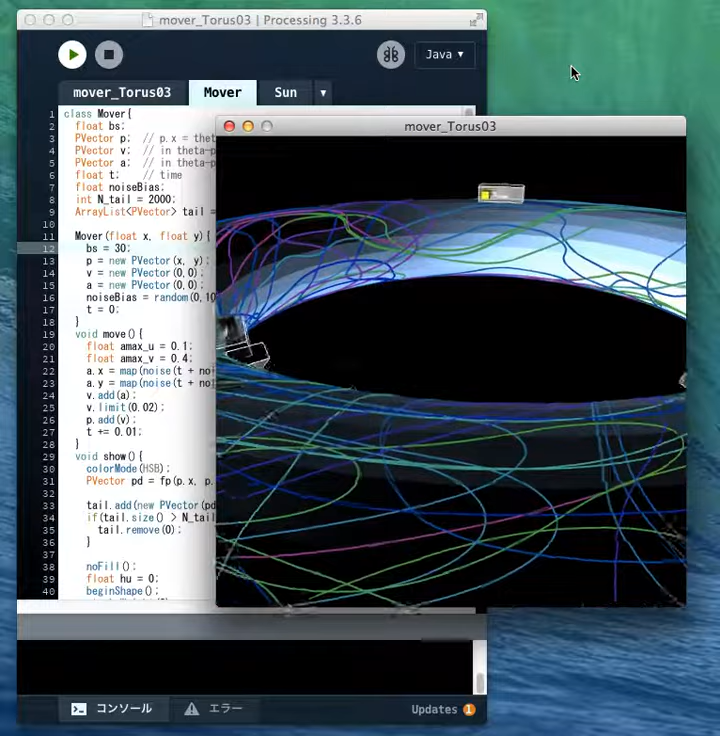 mover_Torus03 | Processing 3.3.6
Java ▾
mover_Torus03 Mover Sun ▼
mover_Torus03
1 class Mover{
2 float bs;
3 PVector p; // p.x = thet
4 PVector v; // in theta-p
5 PVector a; // in theta-p
6 float t; // time
7 float noiseBias;
8 int N_tail = 2000;
9 ArrayList<PVector> tail =
10
11 Mover(float x, float y){
12 bs = 30;
13 p = new PVector(x, y);
14 v = new PVector(0,0);
15 a = new PVector(0,0);
16 noiseBias = random(0,10
17 t = 0;
18 }
19 void move(){
20 float amax_u = 0.1;
21 float amax_v = 0.4;
22 a.x = map(noise(t + noi
23 a.y = map(noise(t + noi
24 v.add(a);
25 v.limit(0.02);
26 p.add(v);
27 t += 0.01;
28 }
29 void show(){
30 colorMode(HSB);
31 PVector pd = fp(p.x, p.
32
33 tail.add(new PVector(pd
34 if(tail.size() > N_tail
35 tail.remove(0);
36 }
37
38 noFill();
39 float hu = 0;
40 beginShape();
コンソール エラー Updates 1